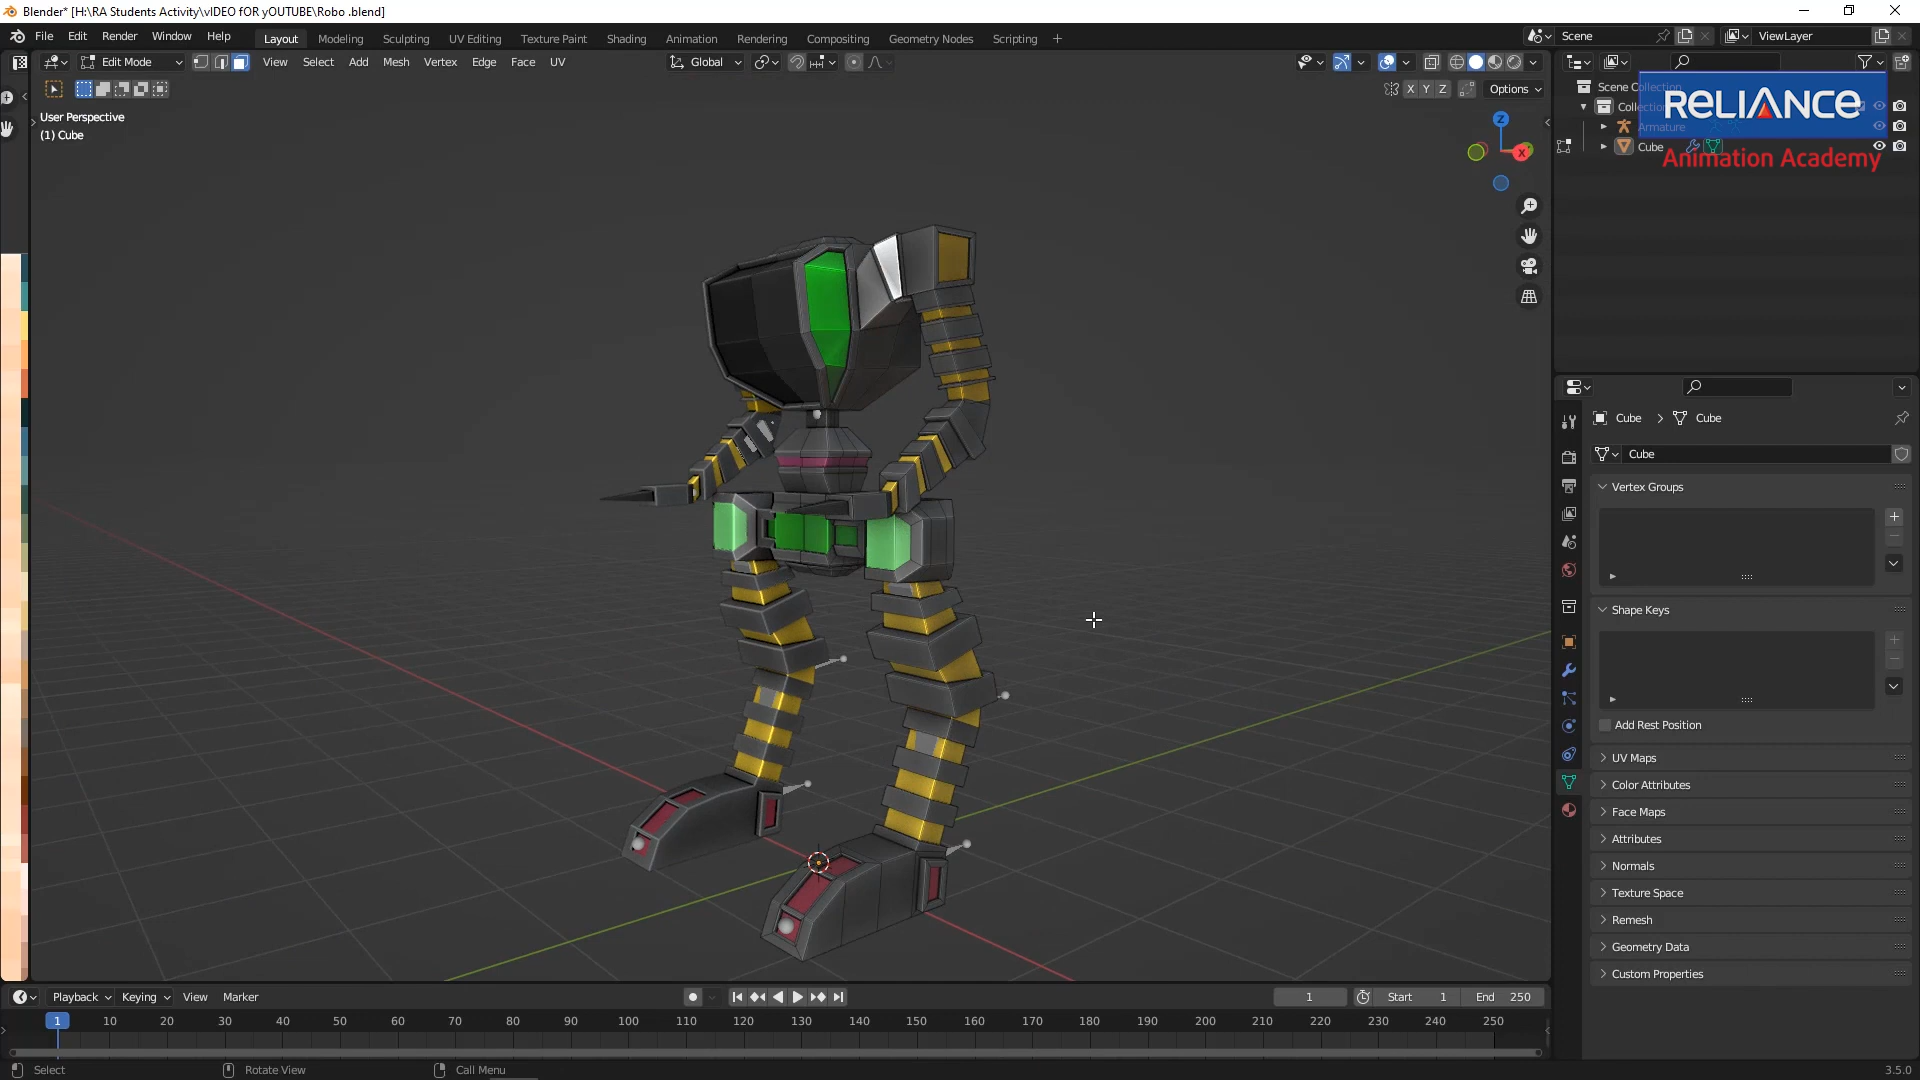 Blender* [H:\RA Students Activity\vIDEO fOR yOUTUBE\Robo .blend]
File Edit Render Window Help
Layout Modeling Sculpting UV Editing Texture Paint Shading Animation Rendering Compositing Geometry Nodes Scripting +
Scene
ViewLayer
Edit Mode
View Select Add Mesh Vertex Edge Face UV
Global
X Y Z
Options
User Perspective
(1) Cube
Z
X
Scene Collection
Collection
Armature
Cube
RELIANCE
Animation Academy
Cube > Cube
Cube
Vertex Groups
Shape Keys
Add Rest Position
UV Maps
Color Attributes
Face Maps
Attributes
Normals
Texture Space
Remesh
Geometry Data
Custom Properties
Playback Keying View Marker
1
Start 1
End 250
1 10 20 30 40 50 60 70 80 90 100 110 120 130 140 150 160 170 180 190 200 210 220 230 240 250
Select
Rotate View
Call Menu
3.5.0